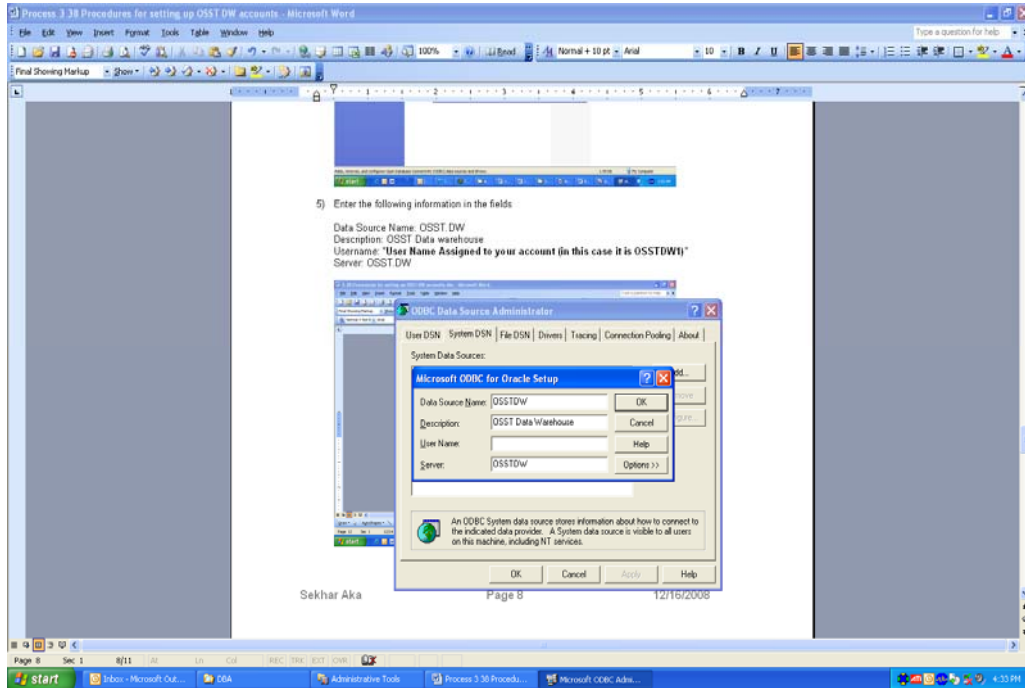 Process 3 38 Procedures for setting up OSST DW accounts - Microsoft Word
File Edit View Insert Format Tools Table Window Help
Type a question for help
100%
Read
Normal + 10 pt
Arial
10
B I U
Final Showing Markup
Show
5) Enter the following information in the fields
Data Source Name: OSST.DW
Description: OSST Data warehouse
Username: "User Name Assigned to your account (in this case it is OSSTDW1)"
Server: OSST.DW
ODBC Data Source Administrator
User DSN System DSN File DSN Drivers Tracing Connection Pooling About
System Data Sources:
Microsoft ODBC for Oracle Setup
Data Source Name: OSSTDW
OK
Description: OSST Data Warehouse
Cancel
User Name:
Help
Server: OSSTDW
Options >>
An ODBC System data source stores information about how to connect to
the indicated data provider. A System data source is visible to all users
on this machine, including NT services.
OK Cancel Apply Help
Sekhar Aka Page 8 12/16/2008
Page 8 Sec 1 8/11 At Ln Col REC TRK EXT OVR
start
Inbox - Microsoft Out...
DBA
Administrative Tools
Process 3 38 Procedu...
Microsoft ODBC Admi...
4:33 PM